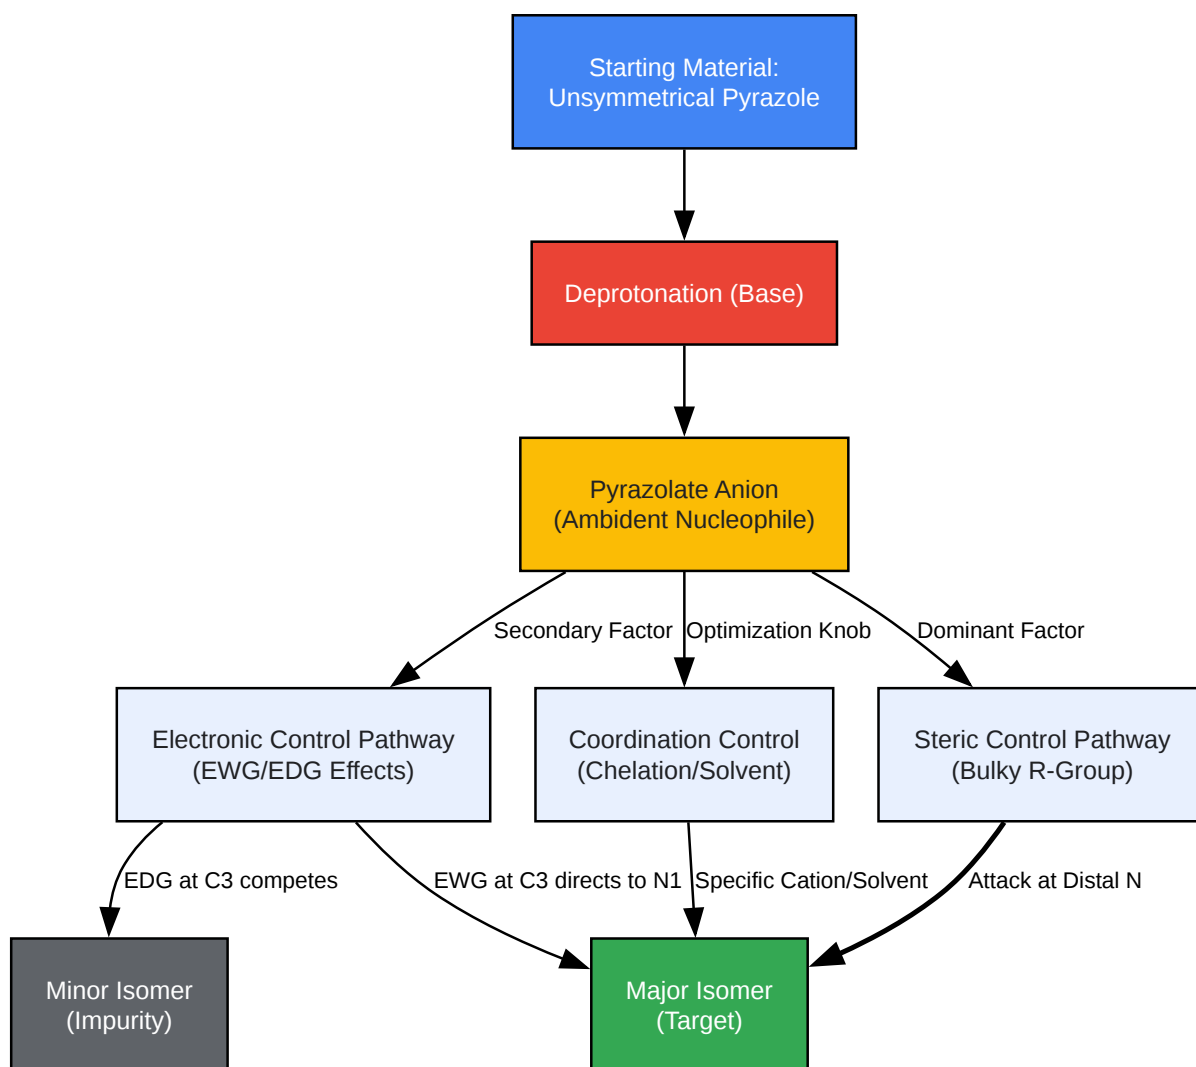 Starting Material:
Unsymmetrical Pyrazole
Deprotonation (Base)
Pyrazolate Anion
(Ambident Nucleophile)
Secondary Factor
Optimization Knob
Dominant Factor
Electronic Control Pathway
(EWG/EDG Effects)
Coordination Control
(Chelation/Solvent)
Steric Control Pathway
(Bulky R-Group)
EDG at C3 competes
EWG at C3 directs to N1
Specific Cation/Solvent
Attack at Distal N
Minor Isomer
(Impurity)
Major Isomer
(Target)